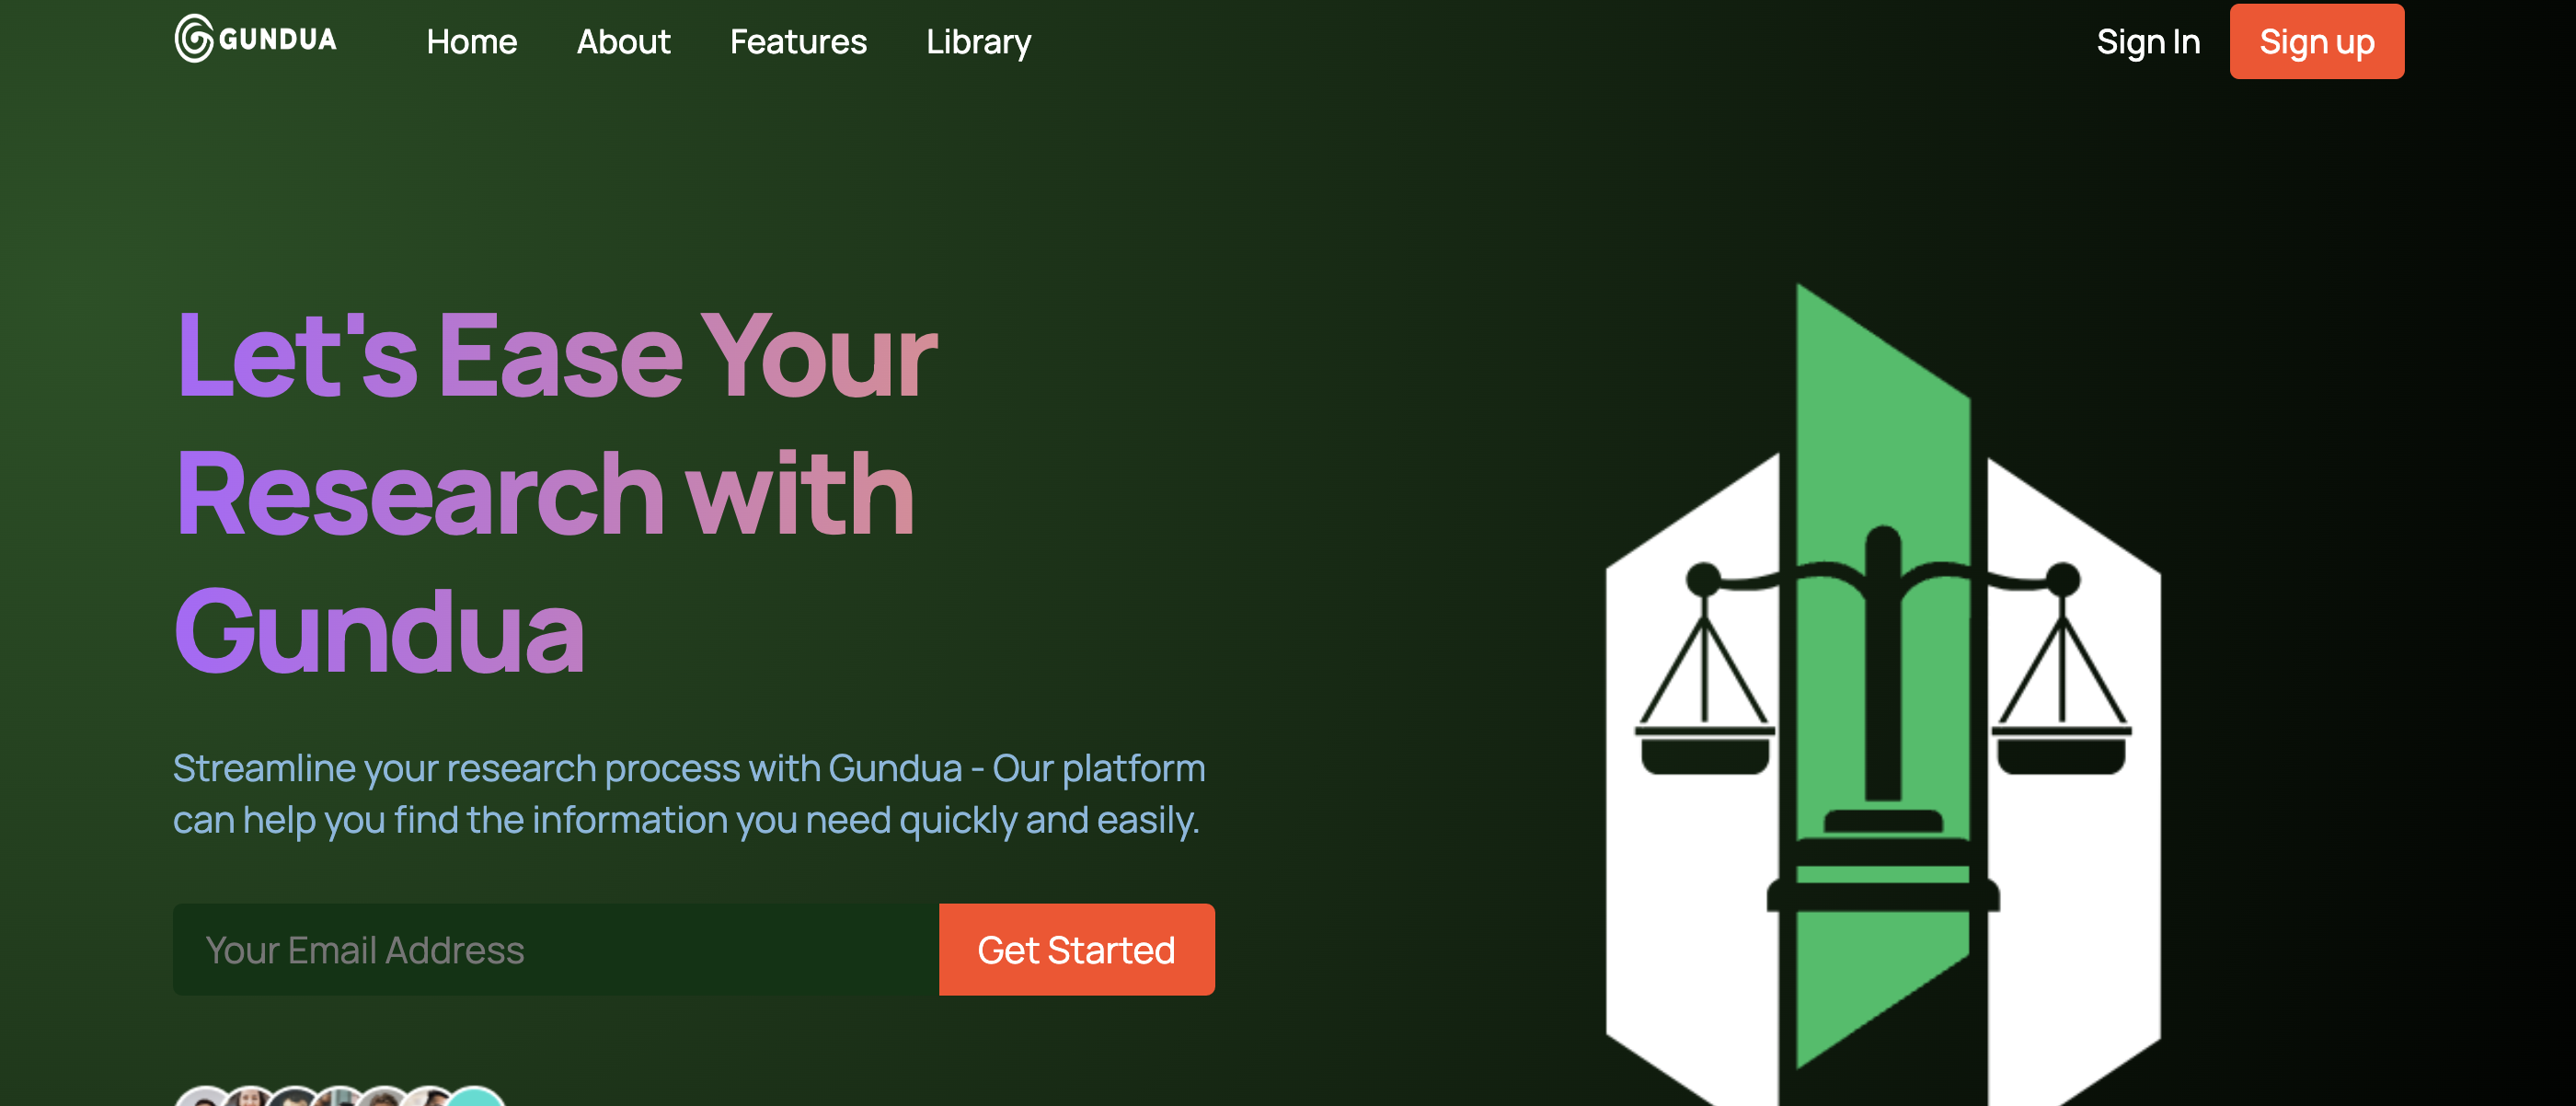 GUNDUA
Home
About
Features
Library
Sign In
Sign up
Let's Ease Your
Research with
Gundua
Streamline your research process with Gundua - Our platform
can help you find the information you need quickly and easily.
Your Email Address
Get Started